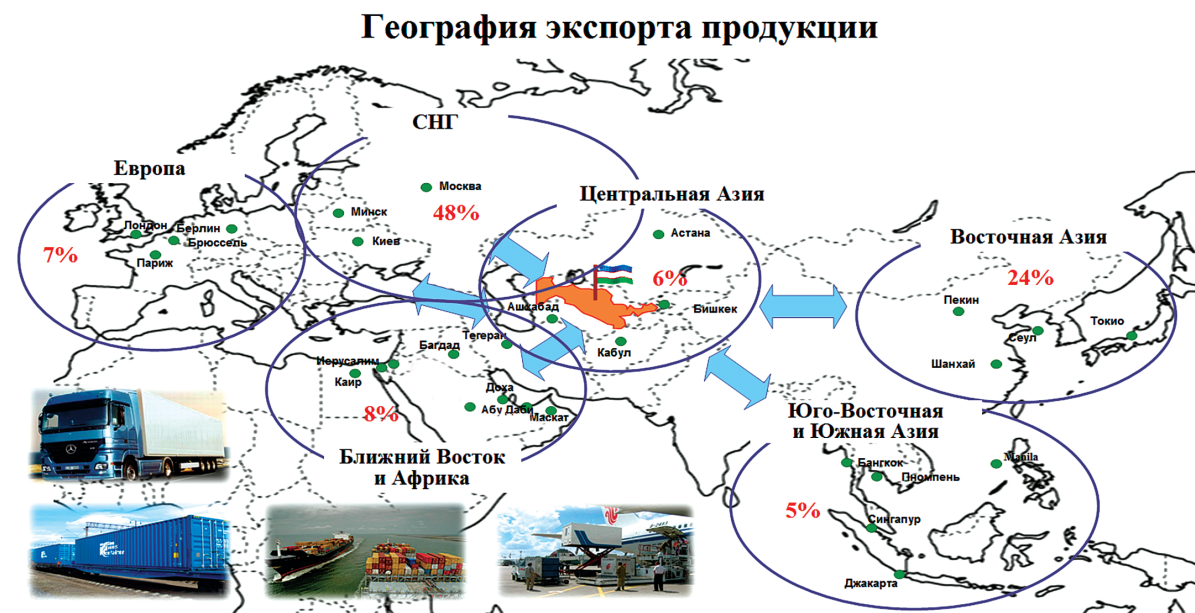 География экспорта продукции
СНГ
Европа
Москва
Центральная Азия
48%
Минск
Лондон
Берлин
Астана
Восточная Азия
Киев
Брюссель
7%
Париж
6%
24%
Пекин
Ашхабад
Бишкек
Токио
Тегеран
Сеул
Багдад
Кабул
Иерусалим
Шанхай
Каир
Доха
8%
Абу Даби
Маскат
Юго-Восточная
и Южная Азия
Ближний Восток
и Африка
Бангкок
Manila
Пномпень
5%
Сингапур
Джакарта